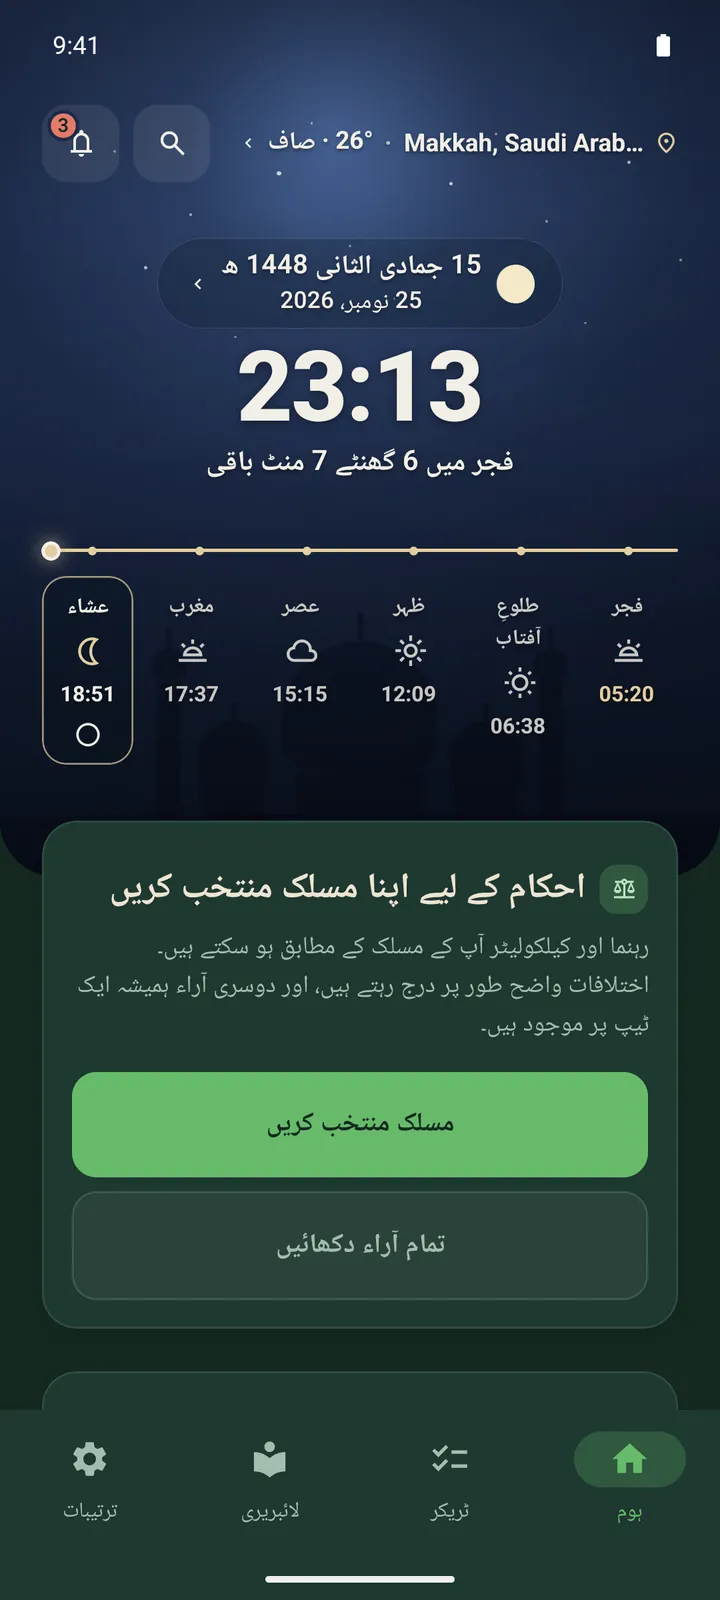 9:41
Makkah, Saudi Arab… · 26° · صاف
3
15 جمادی الثانی 1448 ھ
25 نومبر، 2026
23:13
فجر میں 6 گھنٹے 7 منٹ باقی
فجر
05:20
طلوعِ
آفتاب
06:38
ظہر
12:09
عصر
15:15
مغرب
17:37
عشاء
18:51
احکام کے لیے اپنا مسلک منتخب کریں
رہنما اور کیلکولیٹر آپ کے مسلک کے مطابق ہو سکتے ہیں۔
اختلافات واضح طور پر درج رہتے ہیں، اور دوسری آراء ہمیشہ ایک
ٹیپ پر موجود ہیں۔
مسلک منتخب کریں
تمام آراء دکھائیں
ہوم
ٹریکر
لائبریری
ترتیبات